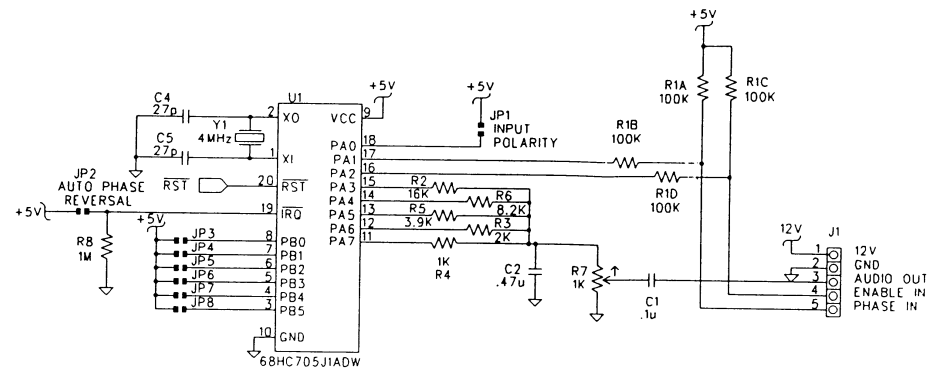 +5V
R1A
100K
R1C
100K
C4
27p
Y1
4MHz
C5
27p
U1
2
XO
1
XI
20
RST
RST
19
IRQ
JP2
AUTO PHASE
REVERSAL
+5V
R8
1M
+5V
JP3
JP4
JP5
JP6
JP7
JP8
8
PB0
7
PB1
6
PB2
5
PB3
4
PB4
3
PB5
10
GND
68HC705J1ADW
VCC
9
+5V
PA0
18
PA1
17
PA2
16
PA3
15
PA4
14
PA5
13
PA6
12
PA7
11
+5V
JP1
INPUT
POLARITY
R1B
100K
R1D
100K
R2
16K
R6
8.2K
R5
3.9K
R3
2K
1K
R4
C2
.47u
R7
1K
C1
.1u
12V
J1
1
12V
2
GND
3
AUDIO OUT
4
ENABLE IN
5
PHASE IN